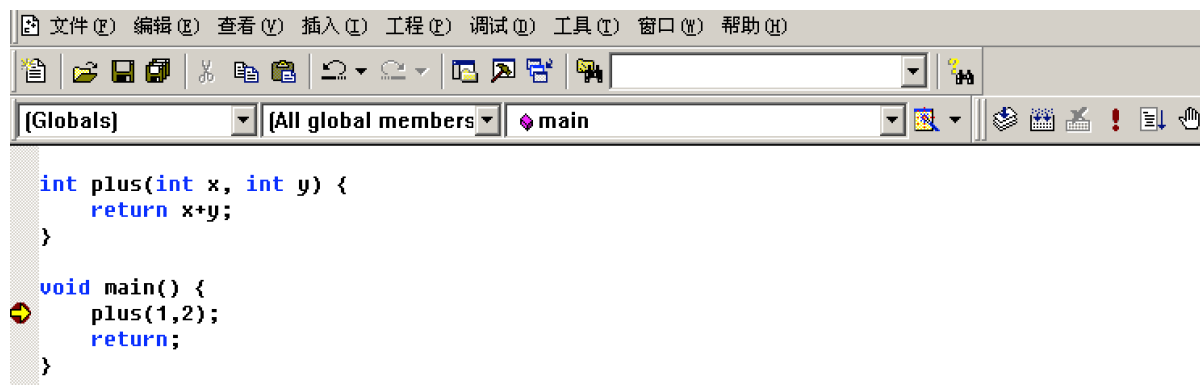 文件(F) 编辑(E) 查看(V) 插入(I) 工程(P) 调试(D) 工具(T) 窗口(W) 帮助(H)
(Globals) (All global members main
int plus(int x, int y) {
return x+y;
}
void main() {
plus(1,2);
return;
}